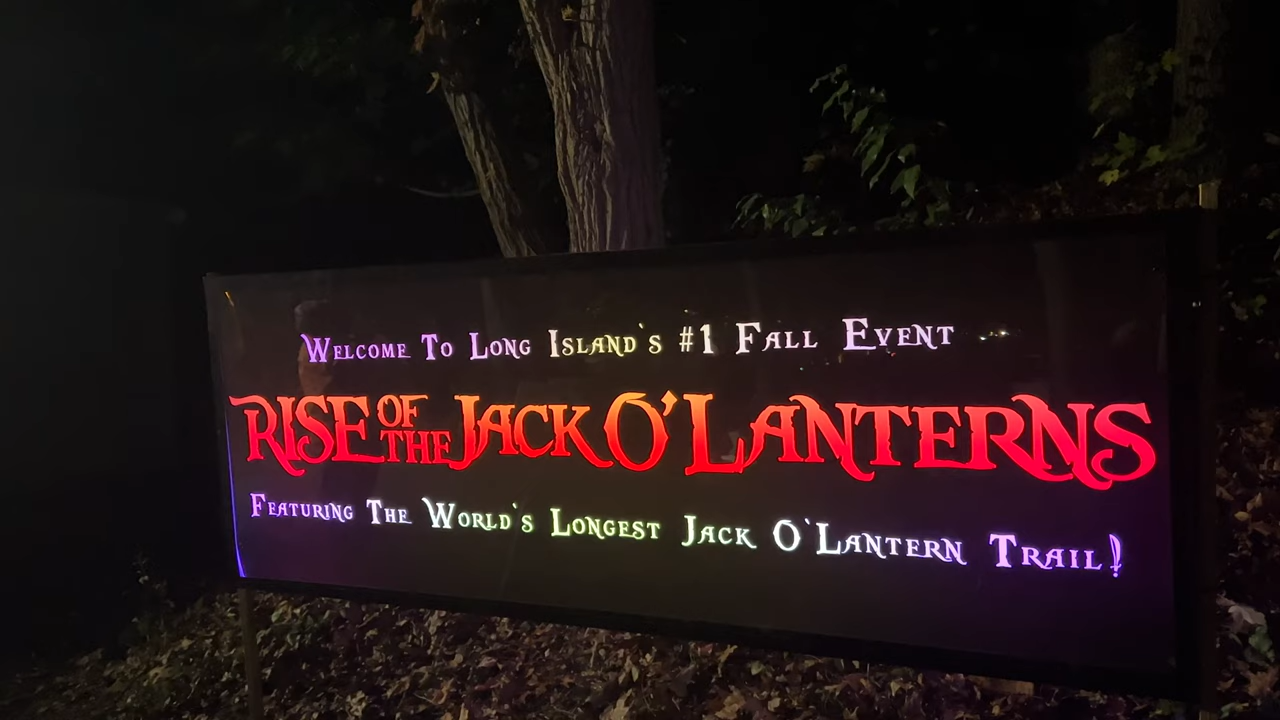 Welcome To Long Island`s #1 Fall Event
Rise of the Jack O'Lanterns
Featuring The World`s Longest Jack O`Lantern Trail!